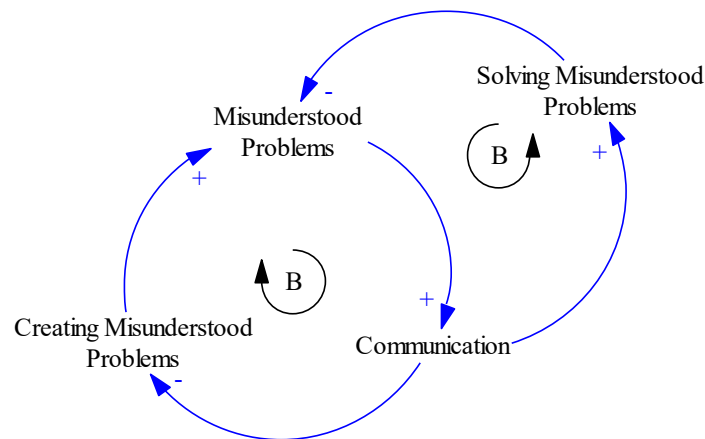 Solving Misunderstood
Problems
-
Misunderstood
Problems
+
B
+
B
+
Creating Misunderstood
Problems
Communication
-